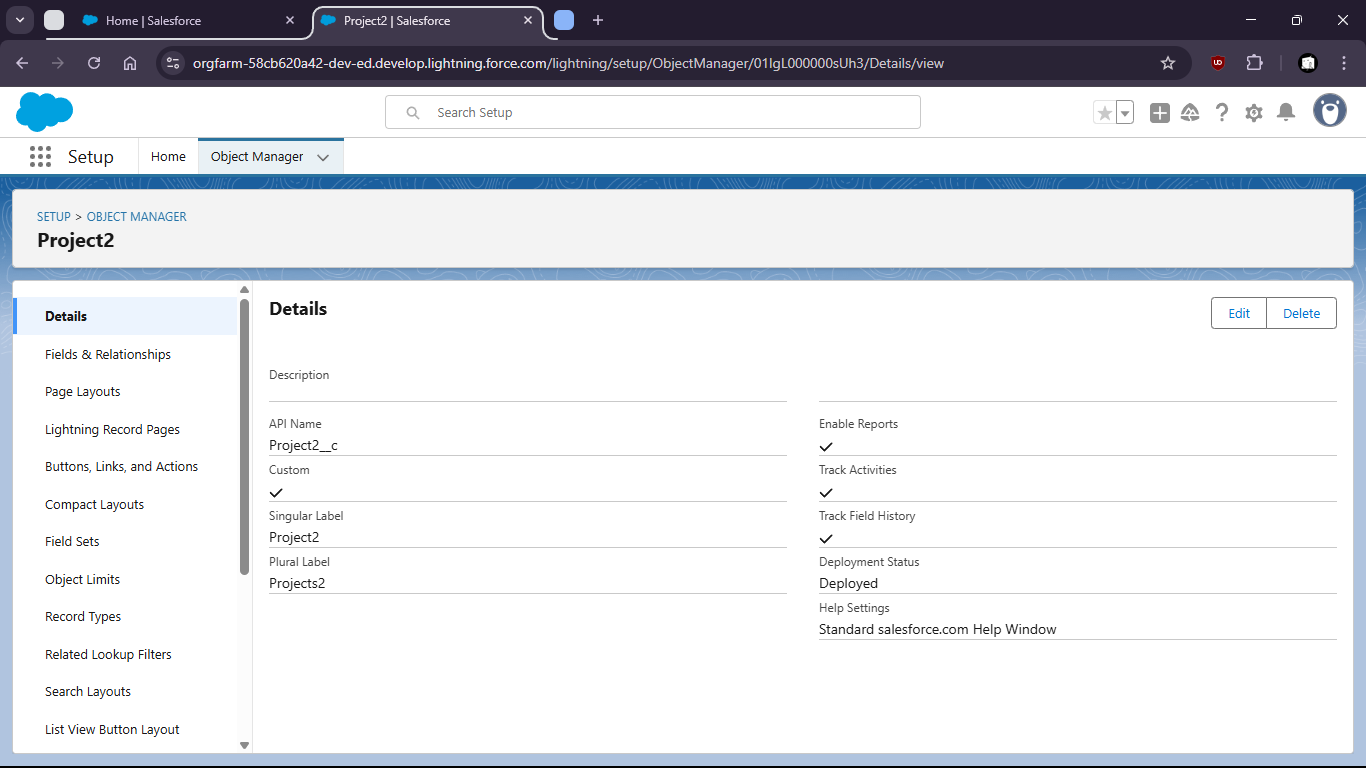 Home | Salesforce
Project2 | Salesforce
orgfarm-58cb620a42-dev-ed.develop.lightning.force.com/lightning/setup/ObjectManager/01IgL000000sUh3/Details/view
Search Setup
Setup
Home
Object Manager
SETUP > OBJECT MANAGER
Project2
Details
Fields & Relationships
Page Layouts
Lightning Record Pages
Buttons, Links, and Actions
Compact Layouts
Field Sets
Object Limits
Record Types
Related Lookup Filters
Search Layouts
List View Button Layout
Details
Edit
Delete
Description
API Name
Project2__c
Custom
Singular Label
Project2
Plural Label
Projects2
Enable Reports
Track Activities
Track Field History
Deployment Status
Deployed
Help Settings
Standard salesforce.com Help Window